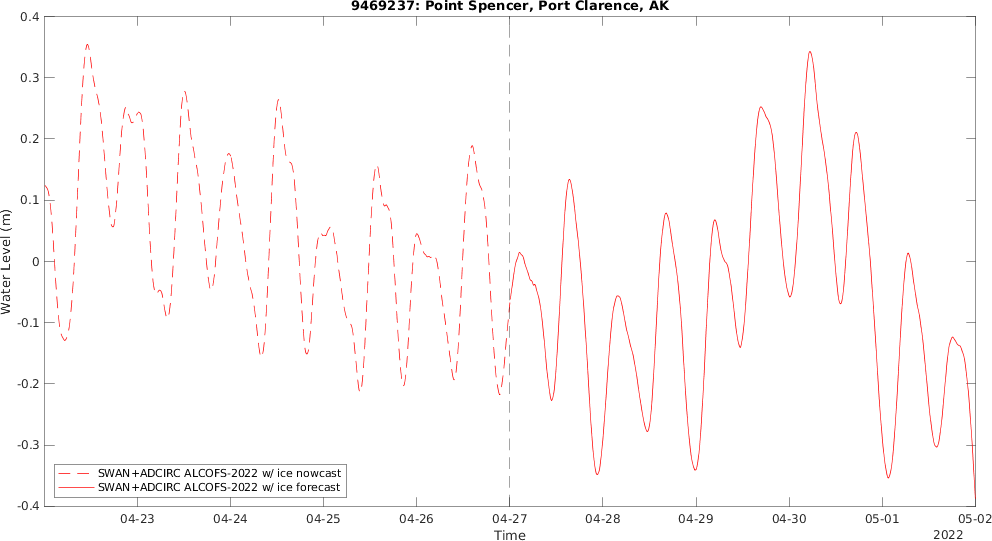 9469237: Point Spencer, Port Clarence, AK
0.4
0.3
0.2
0.1
0
-0.1
-0.2
-0.3
-0.4
Water Level (m)
SWAN+ADCIRC ALCOFS-2022 w/ ice nowcast
SWAN+ADCIRC ALCOFS-2022 w/ ice forecast
04-23 04-24 04-25 04-26 04-27 04-28 04-29 04-30 05-01 05-02
Time
2022